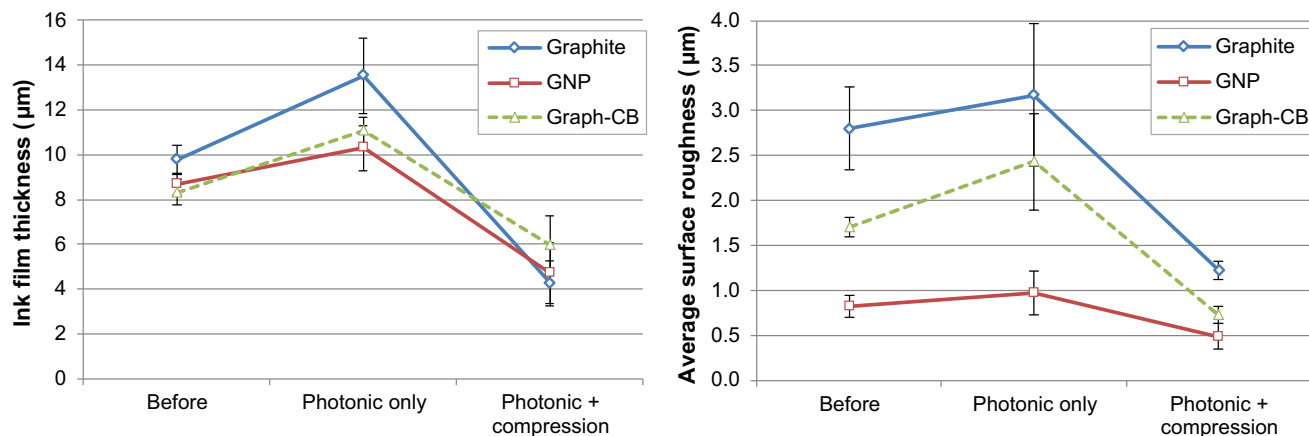 Ink film thickness ( µm)
16
14
12
10
8
6
4
2
0
Graphite
GNP
Graph-CB
Before
Photonic only
Photonic +
compression
Average surface roughness ( µm)
4.0
3.5
3.0
2.5
2.0
1.5
1.0
0.5
0.0
Graphite
GNP
Graph-CB
Before
Photonic only
Photonic +
compression